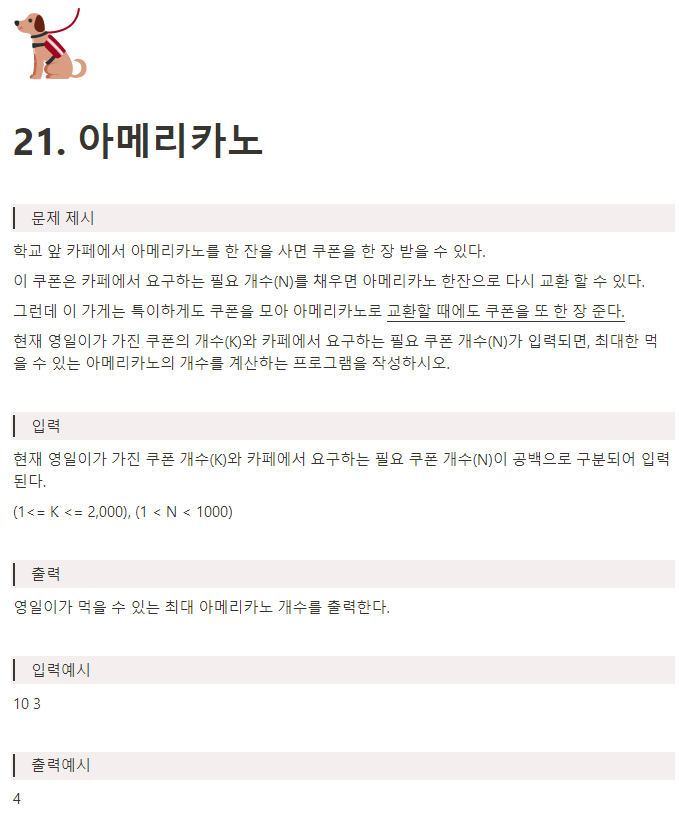 21. 아메리카노
문제 제시
학교 앞 카페에서 아메리카노를 한 잔을 사면 쿠폰을 한 장 받을 수 있다.
이 쿠폰은 카페에서 요구하는 필요 개수(N)를 채우면 아메리카노 한잔으로 다시 교환 할 수 있다.
그런데 이 가게는 특이하게도 쿠폰을 모아 아메리카노로 교환할 때에도 쿠폰을 또 한 장 준다.
현재 영일이가 가진 쿠폰의 개수(K)와 카페에서 요구하는 필요 쿠폰 개수(N)가 입력되면, 최대한 먹
을 수 있는 아메리카노의 개수를 계산하는 프로그램을 작성하시오.
입력
현재 영일이가 가진 쿠폰 개수(K)와 카페에서 요구하는 필요 쿠폰 개수(N)이 공백으로 구분되어 입력
된다.
(1<= K <= 2,000), (1 < N < 1000)
출력
영일이가 먹을 수 있는 최대 아메리카노 개수를 출력한다.
입력예시
10 3
출력예시
4